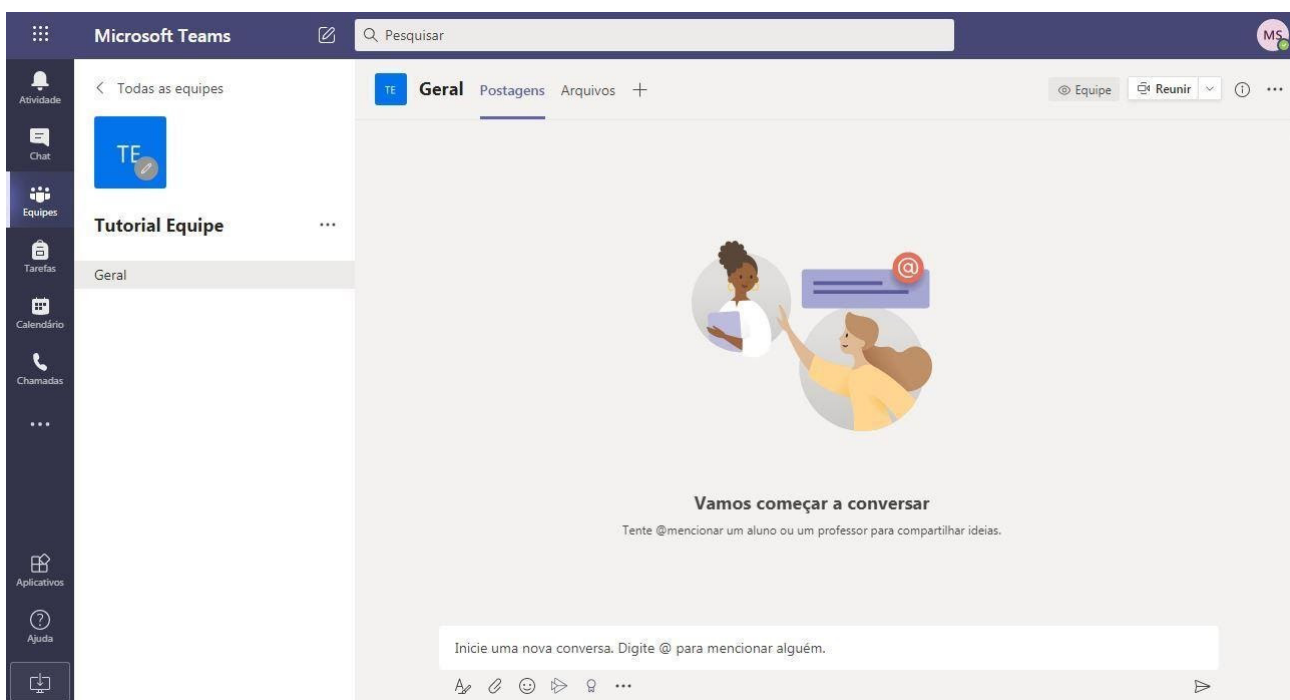 Microsoft Teams
Pesquisar
MS
Atividade
Chat
Equipes
Tarefas
Calendário
Chamadas
Aplicativos
Ajuda
Todas as equipes
TE
Tutorial Equipe
Geral
TE
Geral
Postagens
Arquivos
Equipe
Reunir
@
Vamos começar a conversar
Tente @mencionar um aluno ou um professor para compartilhar ideias.
Inicie uma nova conversa. Digite @ para mencionar alguém.